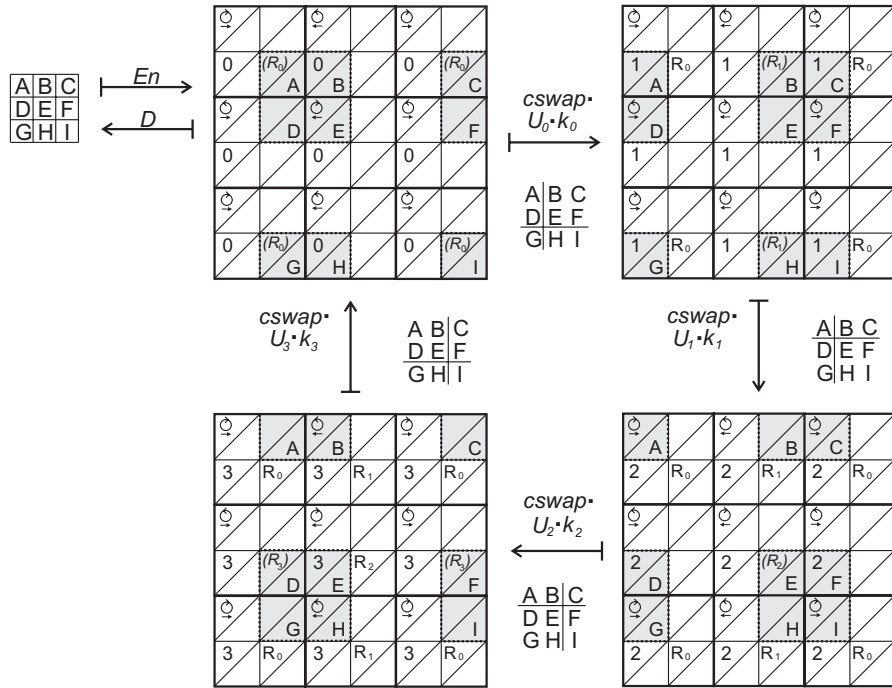 A B C
D E F
G H I
En
D
0 (R₀) A 0 B 0 (R₀) C
D E F
0 0 0
0 (R₀) G 0 H 0 (R₀) I
cswap·
U₀·k₀
A B C
D E F
G H I
1 A R₀ 1 (R₁) B 1 C R₀
D E F
1 1 1
1 G R₀ 1 (R₁) H 1 I R₀
cswap·
U₃·k₃
A B C
D E F
G H I
cswap·
U₁·k₁
A B C
D E F
G H I
A B C
3 R₀ 3 R₁ 3 R₀
3 (R₃) D 3 E R₂ 3 (R₃) F
G H I
3 R₀ 3 R₁ 3 R₀
cswap·
U₂·k₂
A B C
D E F
G H I
A B C
2 R₀ 2 R₁ 2 R₀
2 D 2 (R₂) E 2 F
G H I
2 R₀ 2 R₁ 2 R₀